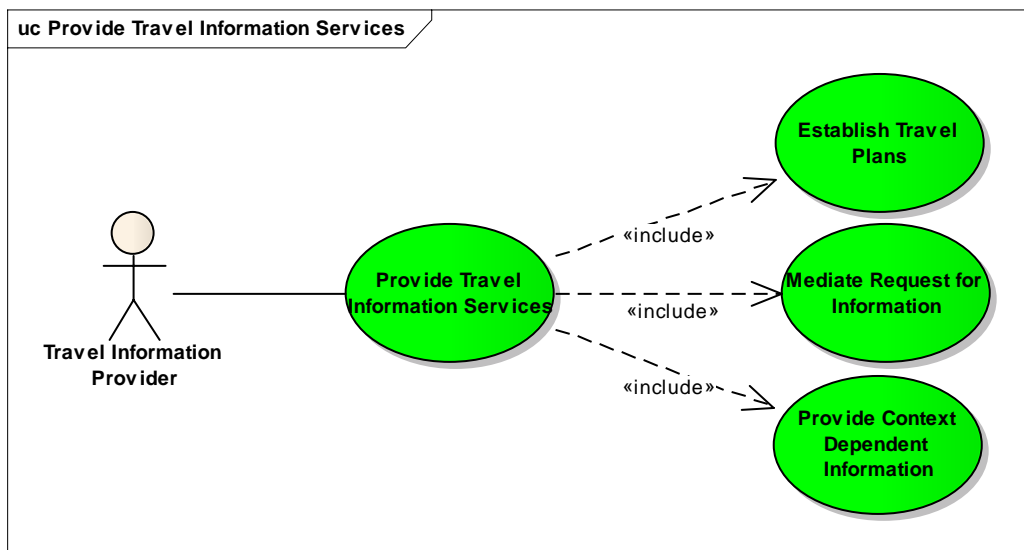 uc Provide Travel Information Services
Establish Travel
Plans
«include»
Provide Travel
Information Services
Mediate Request for
Information
«include»
Travel Information
Provider
«include»
Provide Context
Dependent
Information